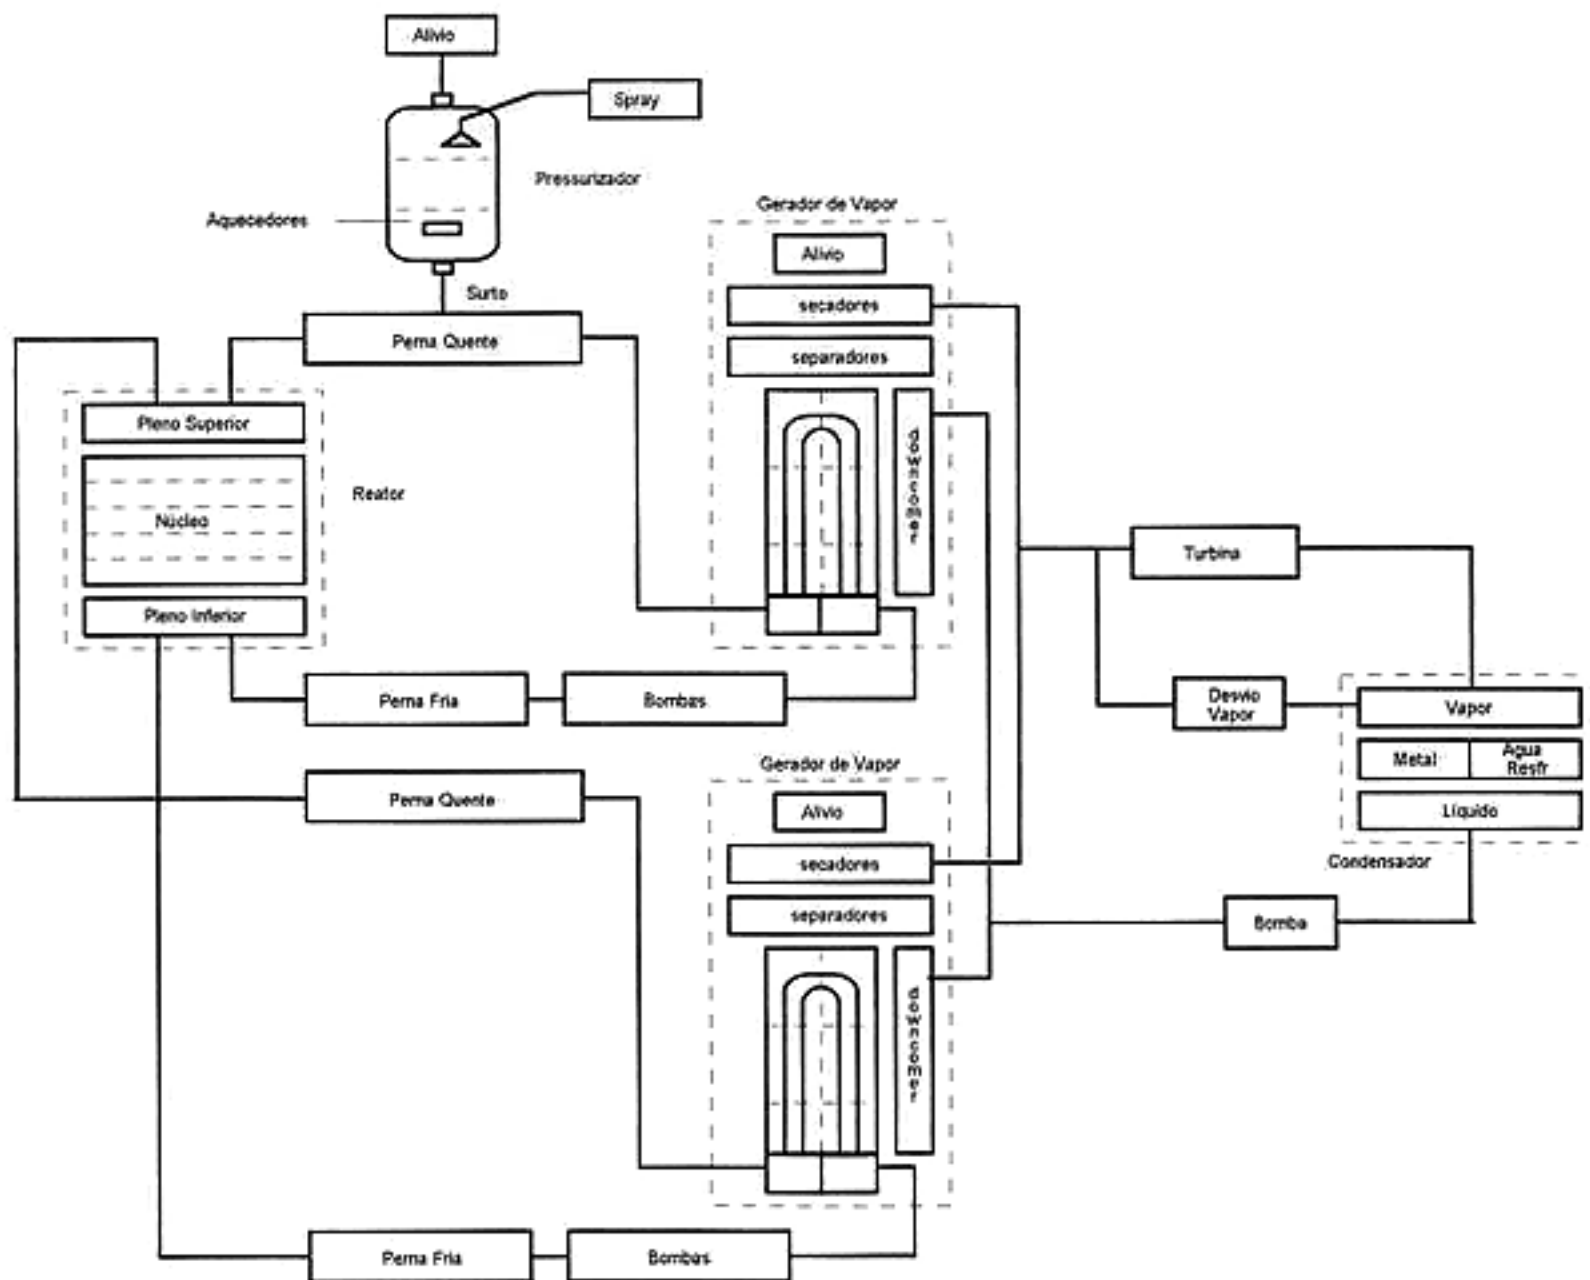 Alívio
Spray
Pressurizador
Aquecedores
Surto
Perna Quente
Gerador de Vapor
Alívio
secadores
separadores
downcomer
Pleno Superior
Núcleo
Reator
Pleno Inferior
Perna Fria
Bombas
Turbina
Desvio
Vapor
Vapor
Metal
Água
Resfr
Líquido
Condensador
Bomba
Perna Quente
Gerador de Vapor
Alívio
secadores
separadores
downcomer
Perna Fria
Bombas